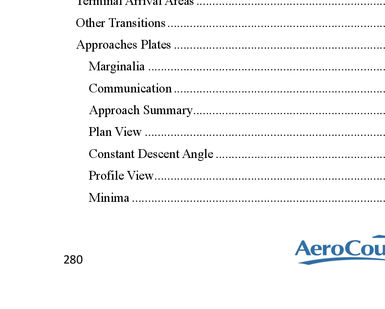 Terminal Arrival Areas ......................................................
Other Transitions ..............................................................
Approaches Plates ............................................................
Marginalia .....................................................................
Communication ............................................................
Approach Summary......................................................
Plan View .....................................................................
Constant Descent Angle ................................................
Profile View..................................................................
Minima .........................................................................
280
AeroCou